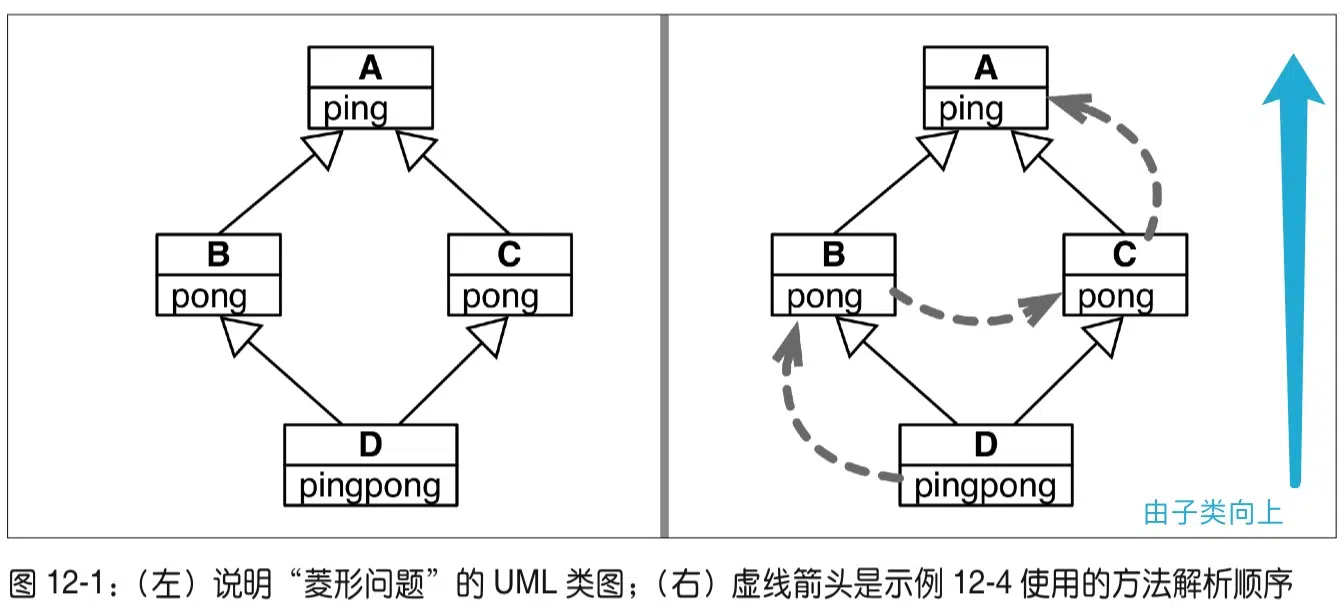 A
ping
B
pong
C
pong
D
pingpong
A
ping
B
pong
C
pong
D
pingpong
由子类向上
图 12-1：（左）说明“菱形问题”的 UML 类图；（右）虚线箭头是示例 12-4 使用的方法解析顺序